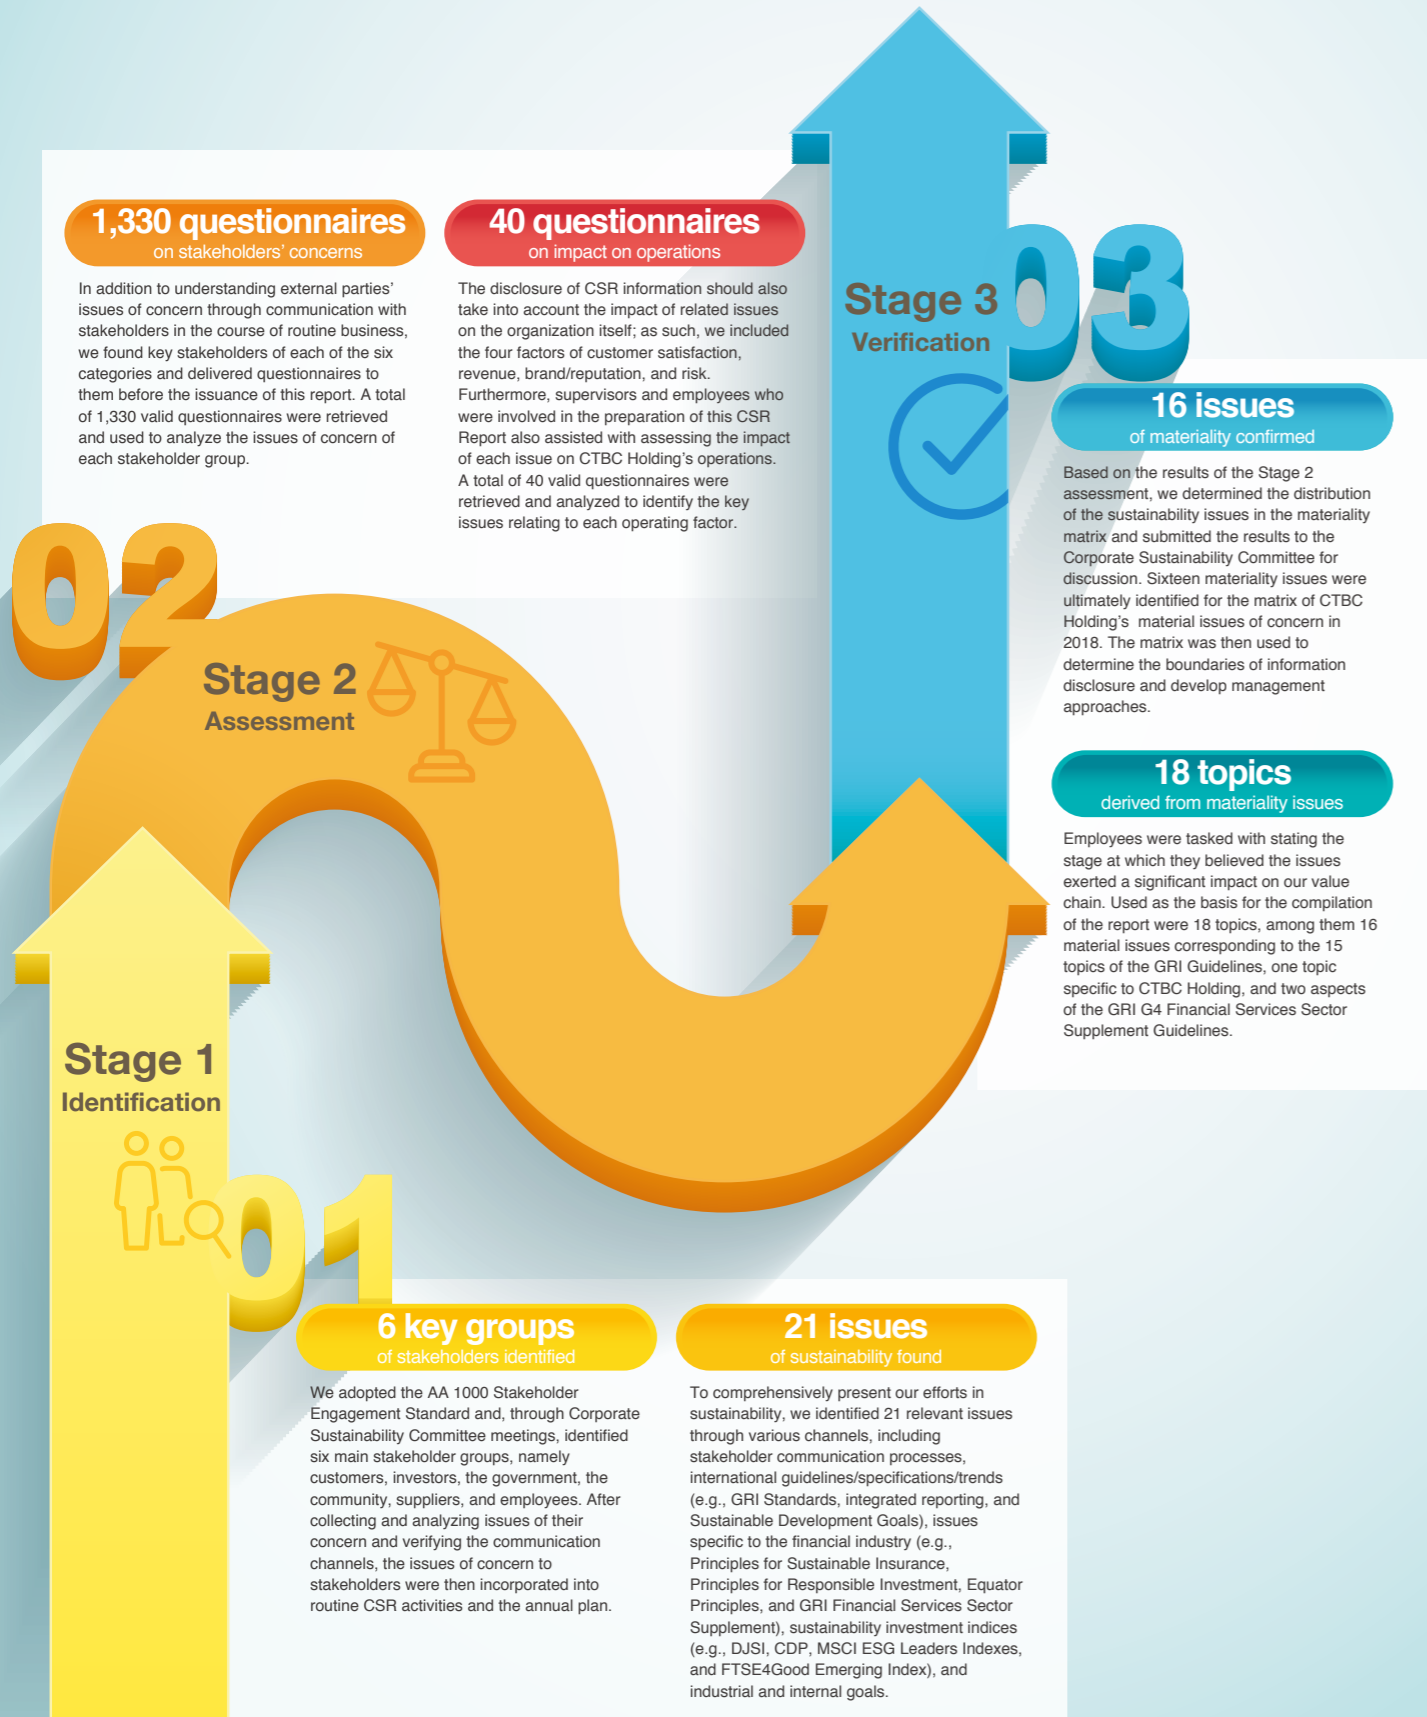 1,330 questionnaires
on stakeholders' concerns
In addition to understanding external parties'
issues of concern through communication with
stakeholders in the course of routine business,
we found key stakeholders of each of the six
categories and delivered questionnaires to
them before the issuance of this report. A total
of 1,330 valid questionnaires were retrieved
and used to analyze the issues of concern of
each stakeholder group.
40 questionnaires
on impact on operations
The disclosure of CSR information should also
take into account the impact of related issues
on the organization itself; as such, we included
the four factors of customer satisfaction,
revenue, brand/reputation, and risk.
Furthermore, supervisors and employees who
were involved in the preparation of this CSR
Report also assisted with assessing the impact
of each issue on CTBC Holding's operations.
A total of 40 valid questionnaires were
retrieved and analyzed to identify the key
issues relating to each operating factor.
03
Stage 3
Verification
16 issues
of materiality confirmed
Based on the results of the Stage 2
assessment, we determined the distribution
of the sustainability issues in the materiality
matrix and submitted the results to the
Corporate Sustainability Committee for
discussion. Sixteen materiality issues were
ultimately identified for the matrix of CTBC
Holding's material issues of concern in
2018. The matrix was then used to
determine the boundaries of information
disclosure and develop management
approaches.
18 topics
derived from materiality issues
Employees were tasked with stating the
stage at which they believed the issues
exerted a significant impact on our value
chain. Used as the basis for the compilation
of the report were 18 topics, among them 16
material issues corresponding to the 15
topics of the GRI Guidelines, one topic
specific to CTBC Holding, and two aspects
of the GRI G4 Financial Services Sector
Supplement Guidelines.
02
Stage 2
Assessment
Stage 1
Identification
01
6 key groups
of stakeholders identified
We adopted the AA 1000 Stakeholder
Engagement Standard and, through Corporate
Sustainability Committee meetings, identified
six main stakeholder groups, namely
customers, investors, the government, the
community, suppliers, and employees. After
collecting and analyzing issues of their
concern and verifying the communication
channels, the issues of concern to
stakeholders were then incorporated into
routine CSR activities and the annual plan.
21 issues
of sustainability found
To comprehensively present our efforts in
sustainability, we identified 21 relevant issues
through various channels, including
stakeholder communication processes,
international guidelines/specifications/trends
(e.g., GRI Standards, integrated reporting, and
Sustainable Development Goals), issues
specific to the financial industry (e.g.,
Principles for Sustainable Insurance,
Principles for Responsible Investment, Equator
Principles, and GRI Financial Services Sector
Supplement), sustainability investment indices
(e.g., DJSI, CDP, MSCI ESG Leaders Indexes,
and FTSE4Good Emerging Index), and
industrial and internal goals.